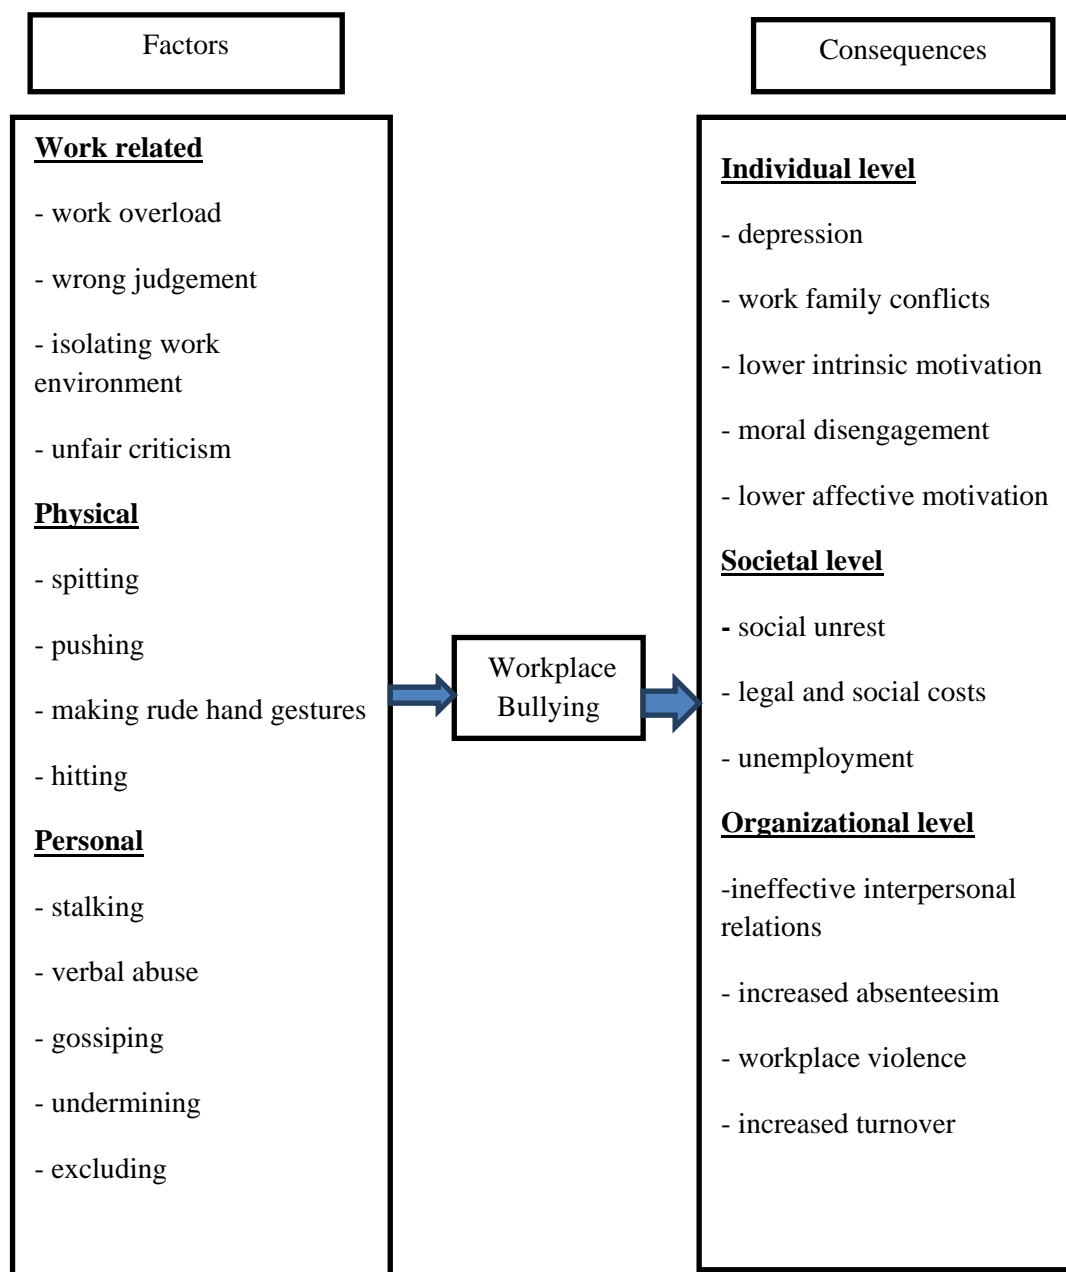 Factors
Work related
- work overload
- wrong judgement
- isolating work
environment
- unfair criticism
Physical
- spitting
- pushing
- making rude hand gestures
- hitting
Personal
- stalking
- verbal abuse
- gossiping
- undermining
- excluding
Workplace
Bullying
Consequences
Individual level
- depression
- work family conflicts
- lower intrinsic motivation
- moral disengagement
- lower affective motivation
Societal level
- social unrest
- legal and social costs
- unemployment
Organizational level
-ineffective interpersonal
relations
- increased absenteesim
- workplace violence
- increased turnover